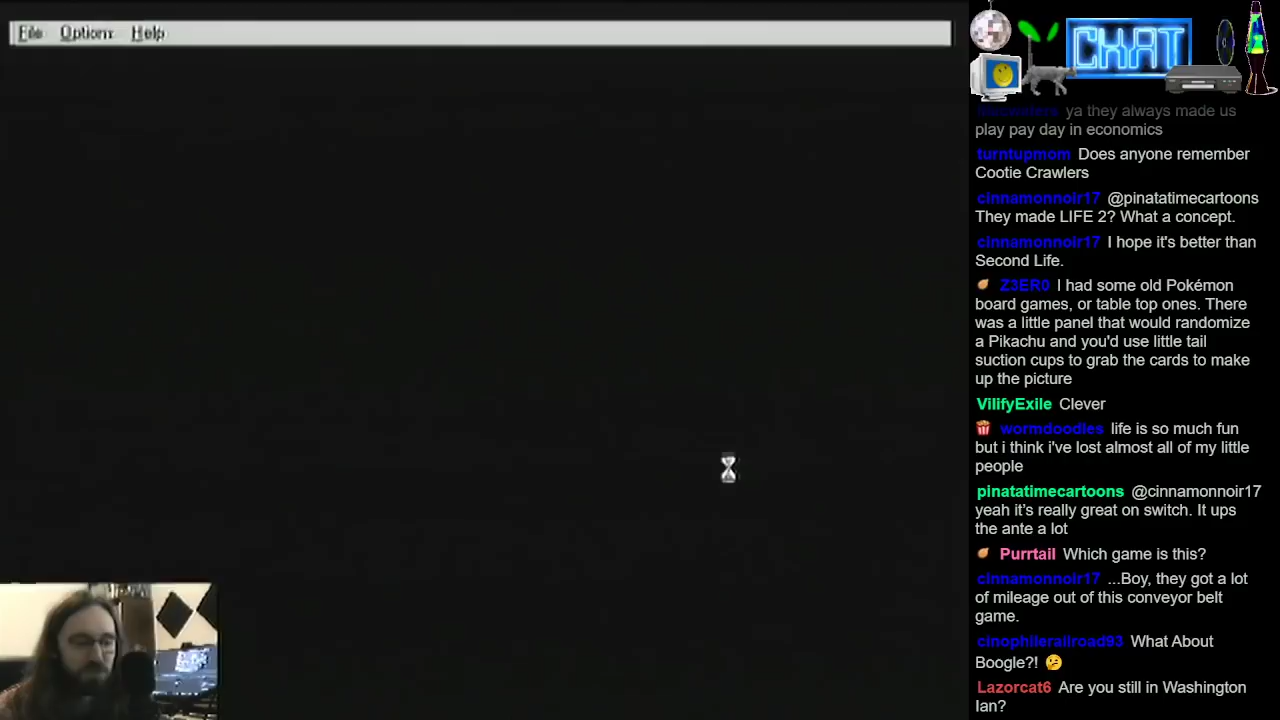 File Options Help
CHAT
ya they always made us
play pay day in economics
turntupmom Does anyone remember
Cootie Crawlers
cinnamonnoir17 @pinatatimecartoons
They made LIFE 2? What a concept.
cinnamonnoir17 I hope it's better than
Second Life.
Z3ER0 I had some old Pokémon
board games, or table top ones. There
was a little panel that would randomize
a Pikachu and you'd use little tail
suction cups to grab the cards to make
up the picture
VilifyExile Clever
wormdoodles life is so much fun
but i think i've lost almost all of my little
people
pinatatimecartoons @cinnamonnoir17
yeah it's really great on switch. It ups
the ante a lot
Purrtail Which game is this?
cinnamonnoir17 ...Boy, they got a lot
of mileage out of this conveyor belt
game.
cinophilerailroad93 What About
Boogle?! 🤔
Lazorcat6 Are you still in Washington
Ian?